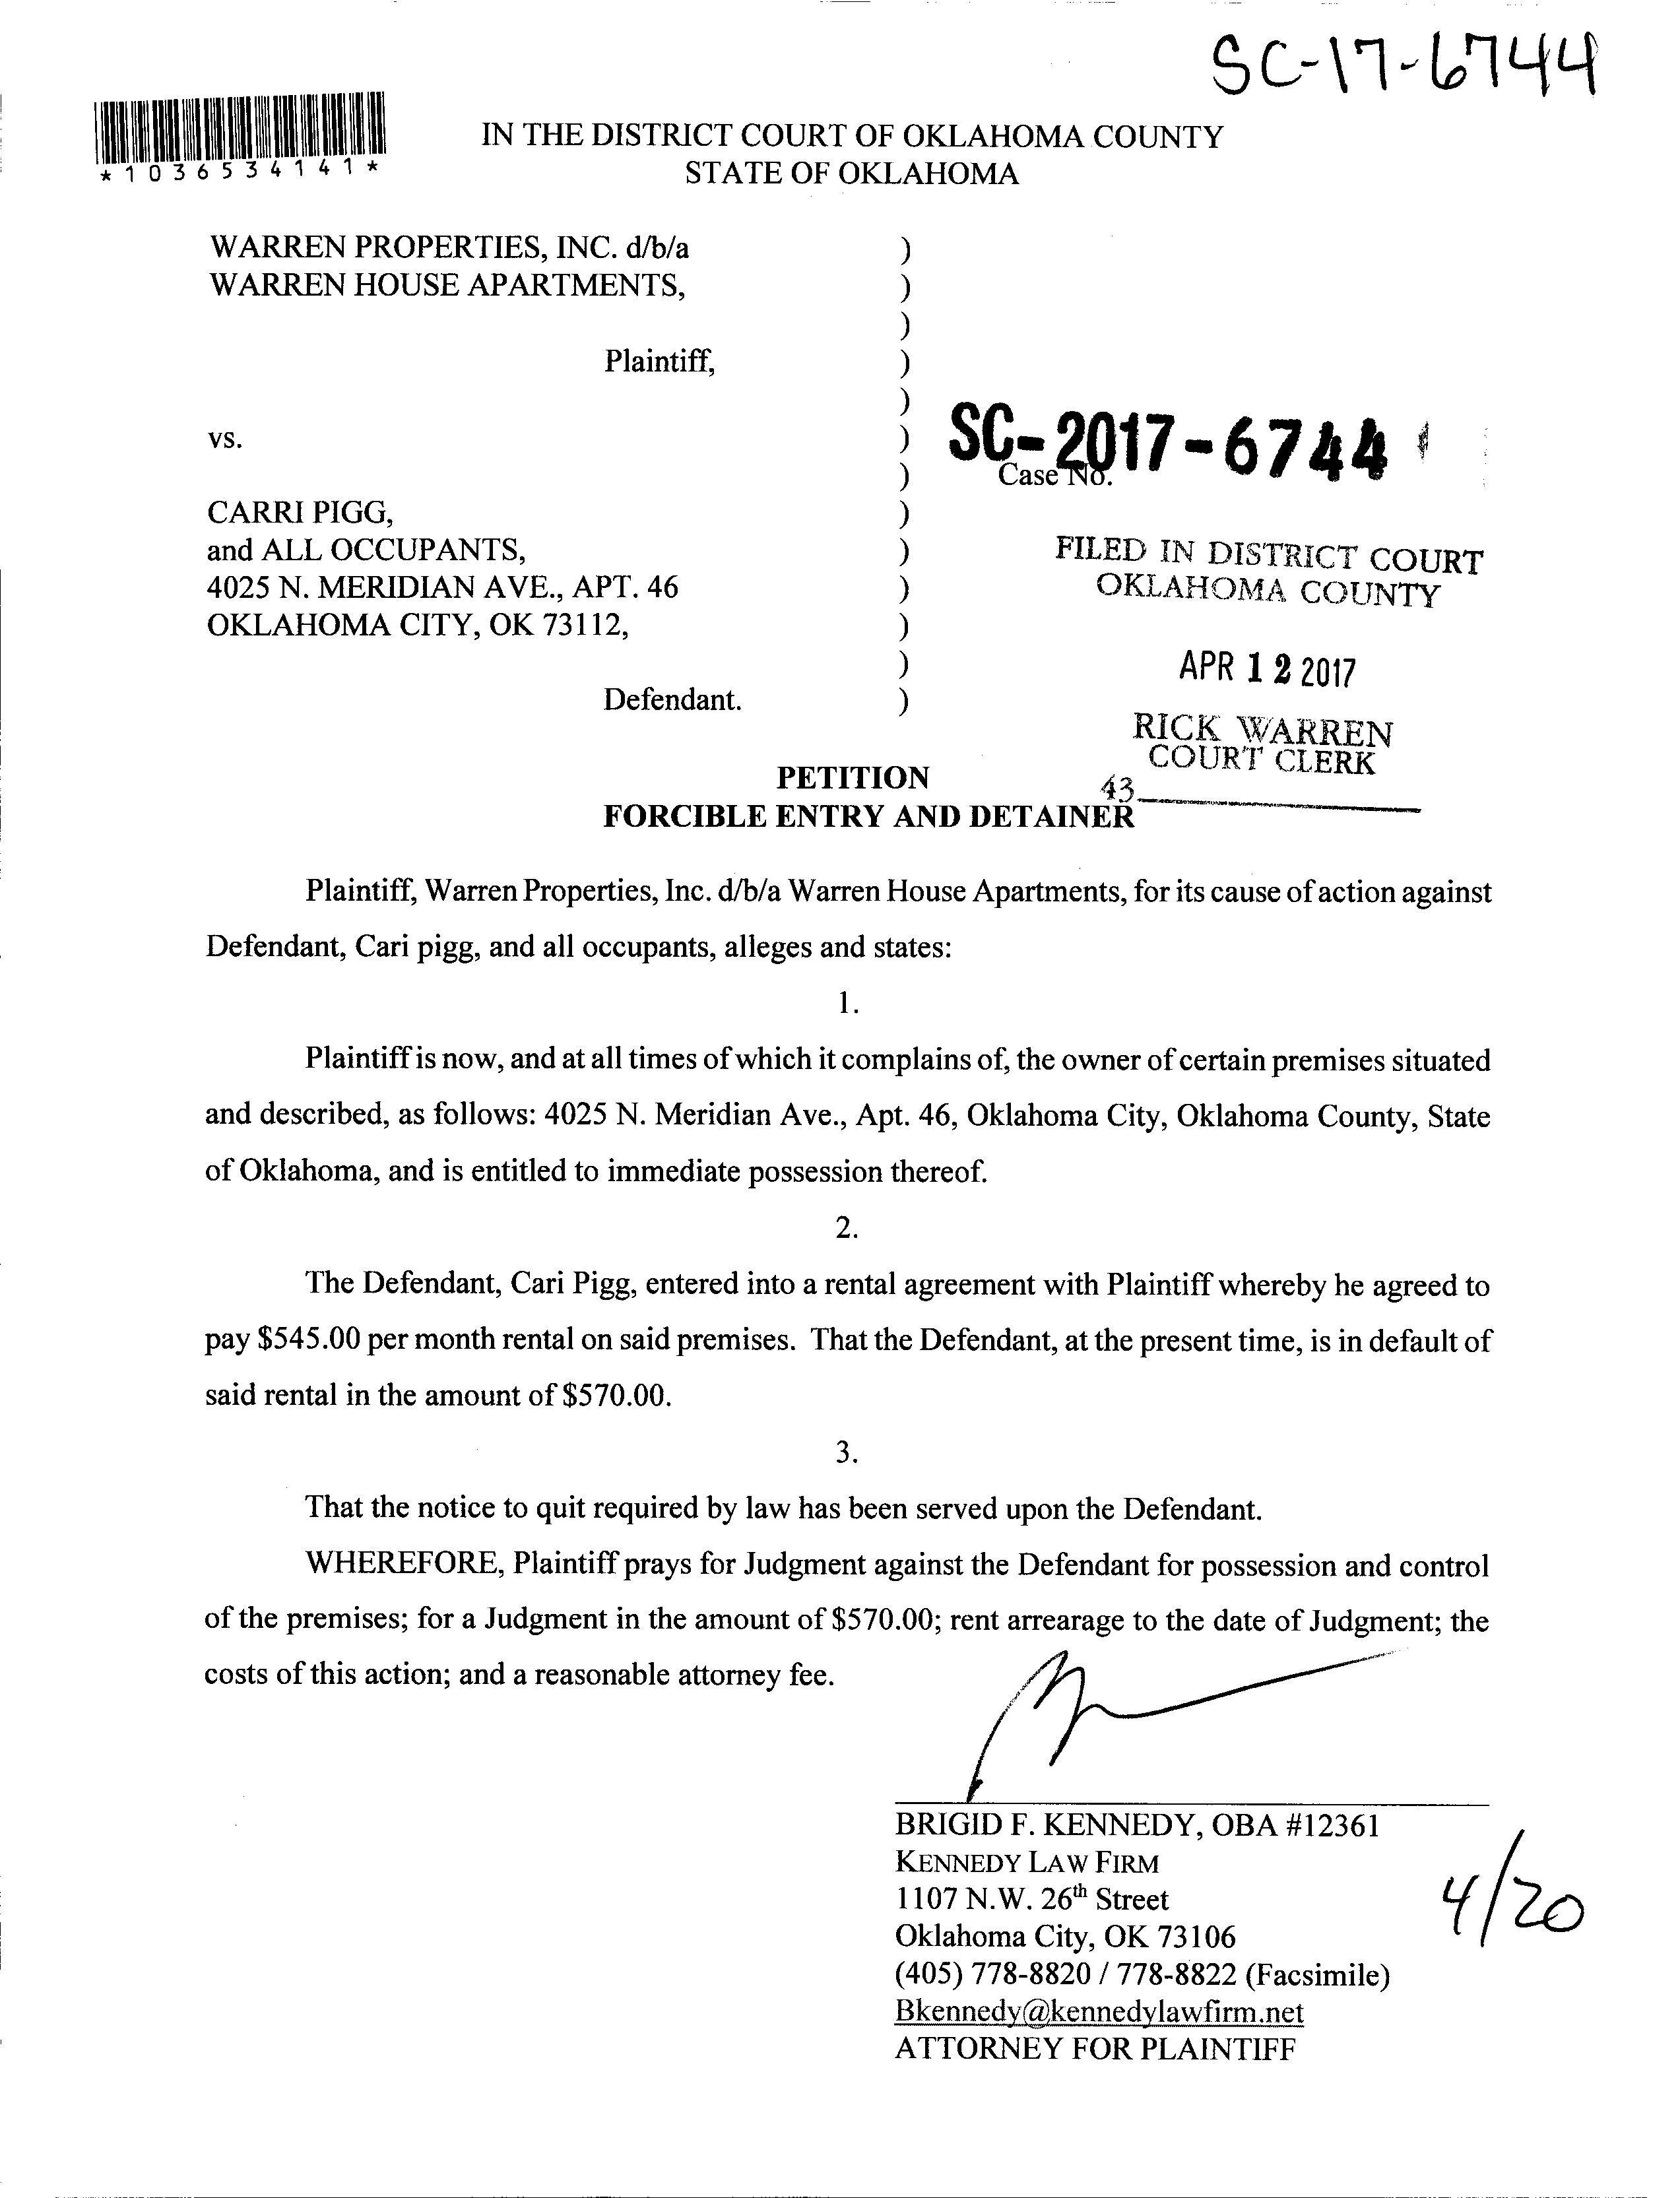 SC-17-6744
*1036534141*
IN THE DISTRICT COURT OF OKLAHOMA COUNTY
STATE OF OKLAHOMA
WARREN PROPERTIES, INC. d/b/a )
WARREN HOUSE APARTMENTS, )
)
Plaintiff, )
)
vs. )
SC-2017-6744
) Case No.
CARRI PIGG, )
and ALL OCCUPANTS, )
4025 N. MERIDIAN AVE., APT. 46 )
OKLAHOMA CITY, OK 73112, )
)
Defendant. )
FILED IN DISTRICT COURT
OKLAHOMA COUNTY
APR 12 2017
RICK WARREN
COURT CLERK
43
PETITION
FORCIBLE ENTRY AND DETAINER
Plaintiff, Warren Properties, Inc. d/b/a Warren House Apartments, for its cause of action against
Defendant, Cari pigg, and all occupants, alleges and states:
1.
Plaintiff is now, and at all times of which it complains of, the owner of certain premises situated
and described, as follows: 4025 N. Meridian Ave., Apt. 46, Oklahoma City, Oklahoma County, State
of Oklahoma, and is entitled to immediate possession thereof.
2.
The Defendant, Cari Pigg, entered into a rental agreement with Plaintiff whereby he agreed to
pay $545.00 per month rental on said premises. That the Defendant, at the present time, is in default of
said rental in the amount of $570.00.
3.
That the notice to quit required by law has been served upon the Defendant.
WHEREFORE, Plaintiff prays for Judgment against the Defendant for possession and control
of the premises; for a Judgment in the amount of $570.00; rent arrearage to the date of Judgment; the
costs of this action; and a reasonable attorney fee.
BRIGID F. KENNEDY, OBA #12361
KENNEDY LAW FIRM
1107 N.W. 26th Street
Oklahoma City, OK 73106
(405) 778-8820 / 778-8822 (Facsimile)
Bkennedy@kennedylawfirm.net
ATTORNEY FOR PLAINTIFF
4/20